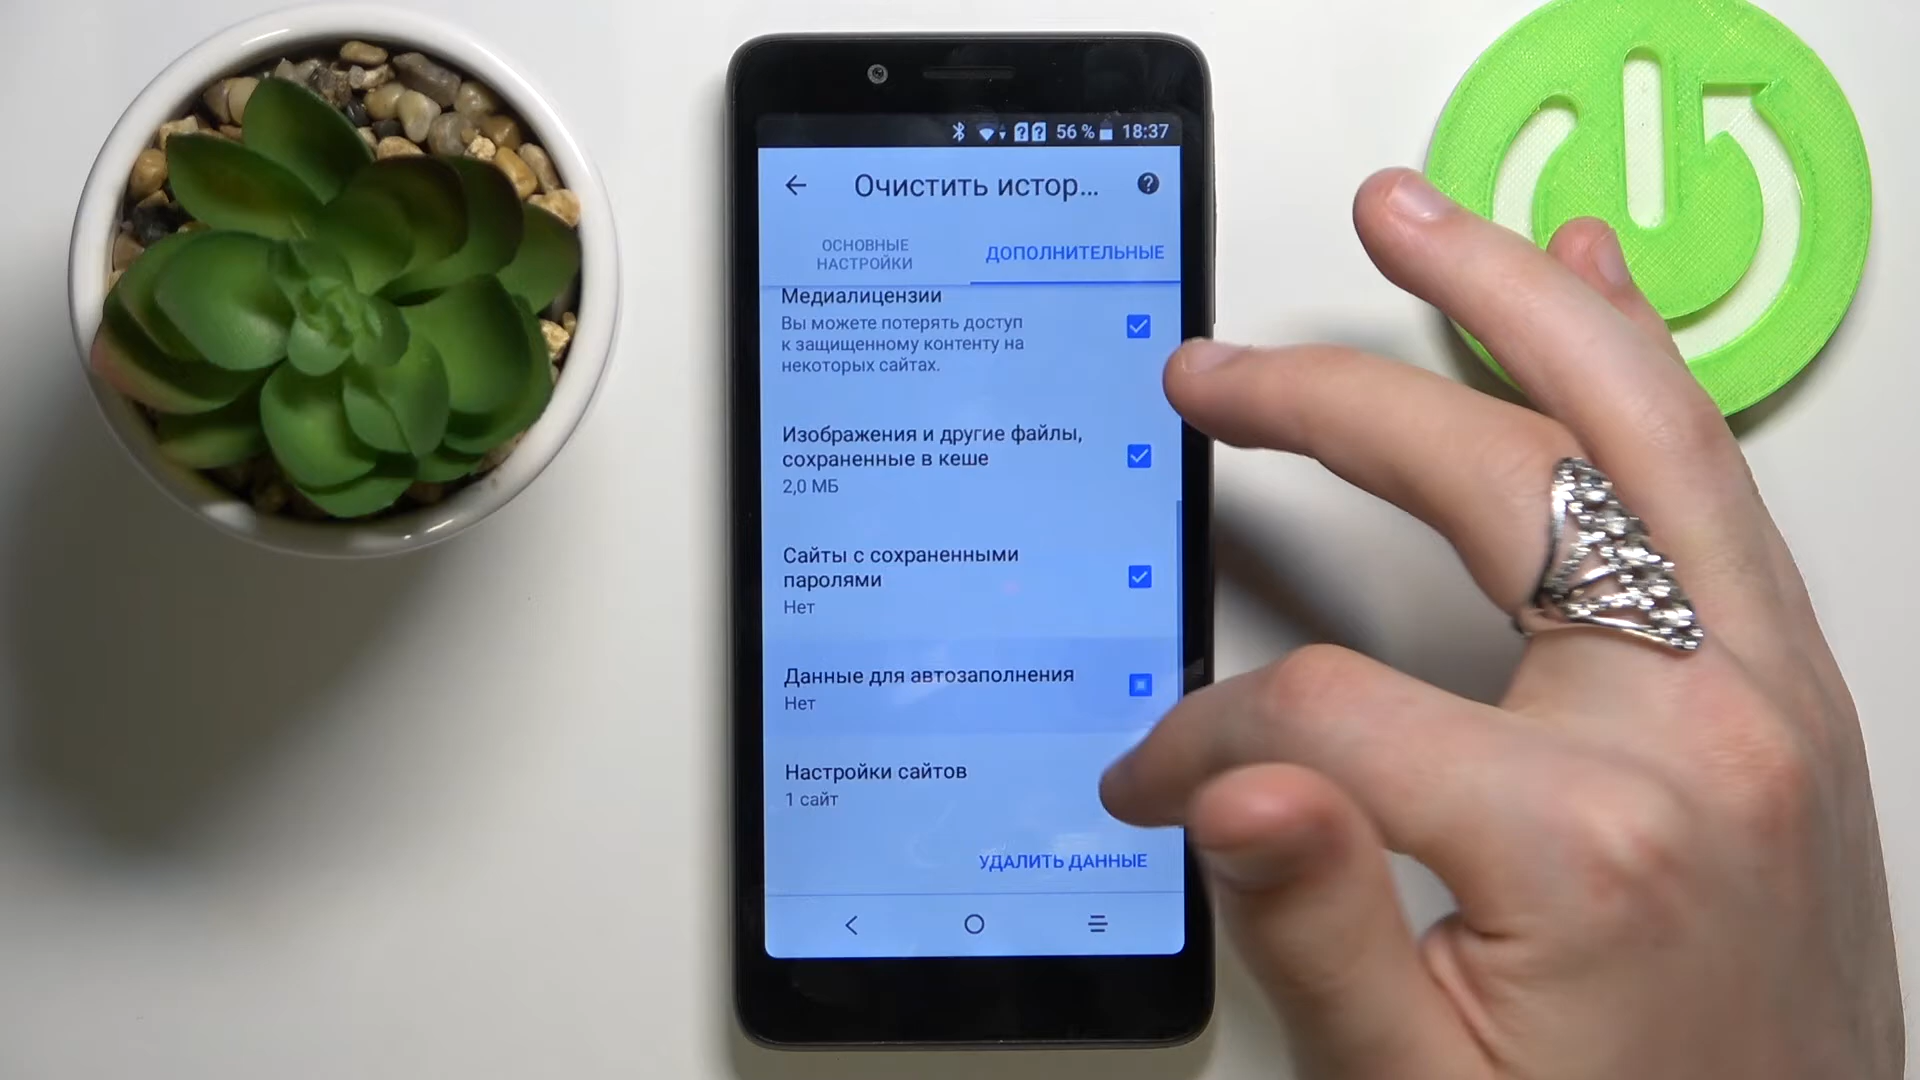 56 % 18:37
Очистить истор...
ОСНОВНЫЕ
НАСТРОЙКИ
ДОПОЛНИТЕЛЬНЫЕ
Медиалицензии
Вы можете потерять доступ
к защищенному контенту на
некоторых сайтах.
Изображения и другие файлы,
сохраненные в кеше
2,0 МБ
Сайты с сохраненными
паролями
Нет
Данные для автозаполнения
Нет
Настройки сайтов
1 сайт
УДАЛИТЬ ДАННЫЕ